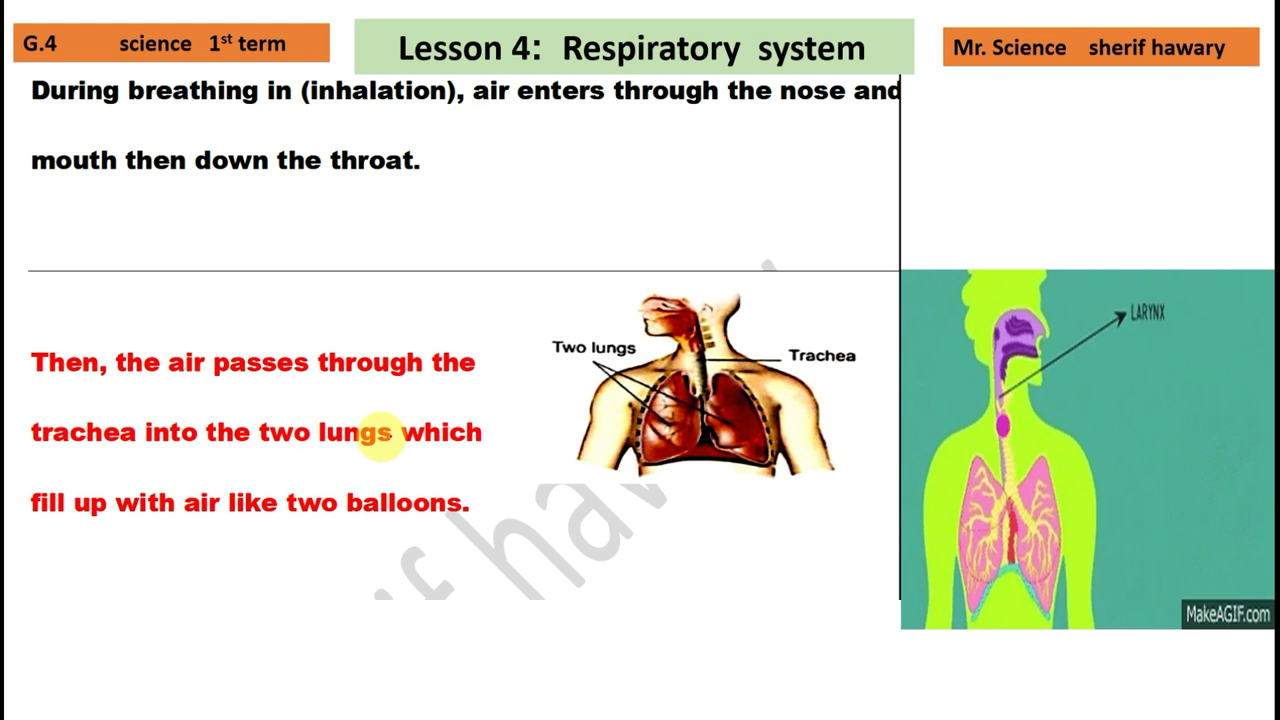 G.4 science 1st term
Lesson 4: Respiratory system
Mr. Science sherif hawary
During breathing in (inhalation), air enters through the nose and
mouth then down the throat.
Then, the air passes through the
trachea into the two lungs which
fill up with air like two balloons.
Two lungs
Trachea
LARYNX
MakeAGIF.com